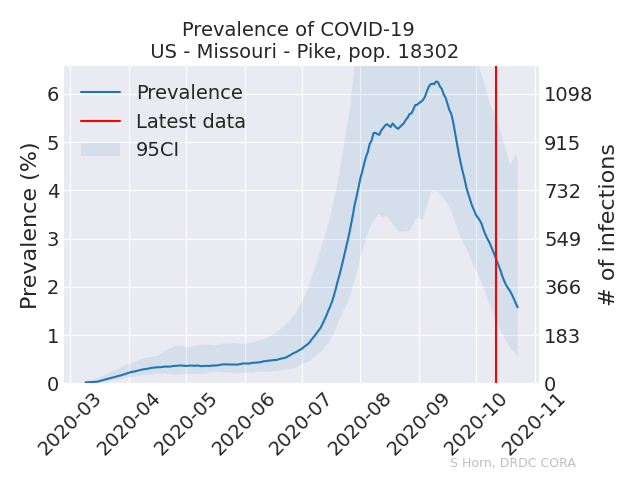 Prevalence of COVID-19
US - Missouri - Pike, pop. 18302
Prevalence
Latest data
95CI
Prevalence (%)
6
5
4
3
2
1
0
1098
915
732
549
366
183
0
# of infections
2020-03
2020-04
2020-05
2020-06
2020-07
2020-08
2020-09
2020-10
2020-11
S Horn, DRDC CORA